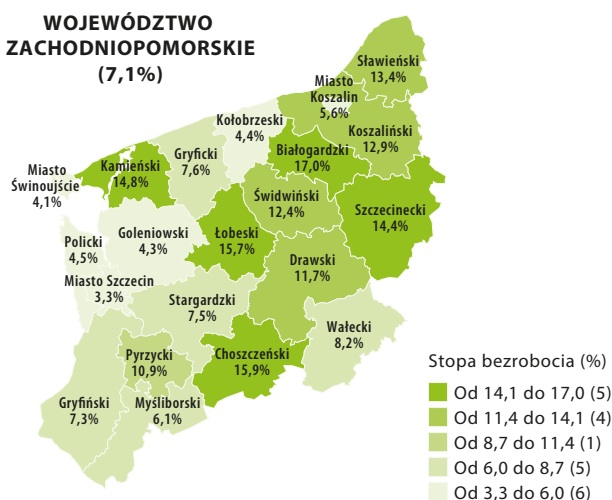 WOJEWÓDZTWO
ZACHODNIOPOMORSKIE
(7,1%)
Sławieński
13,4%
Miasto
Koszalin
5,6%
Kołobrzeski
4,4%
Koszaliński
12,9%
Białogardzki
17,0%
Gryficki
7,6%
Kamieński
14,8%
Miasto
Świnoujście
4,1%
Świdwiński
12,4%
Szczecinecki
14,4%
Goleniowski
4,3%
Łobeski
15,7%
Policki
4,5%
Drawski
11,7%
Miasto Szczecin
3,3%
Stargardzki
7,5%
Wałecki
8,2%
Pyrzycki
10,9%
Choszczeński
15,9%
Gryfiński
7,3%
Myśliborski
6,1%
Stopa bezrobocia (%)
Od 14,1 do 17,0 (5)
Od 11,4 do 14,1 (4)
Od 8,7 do 11,4 (1)
Od 6,0 do 8,7 (5)
Od 3,3 do 6,0 (6)